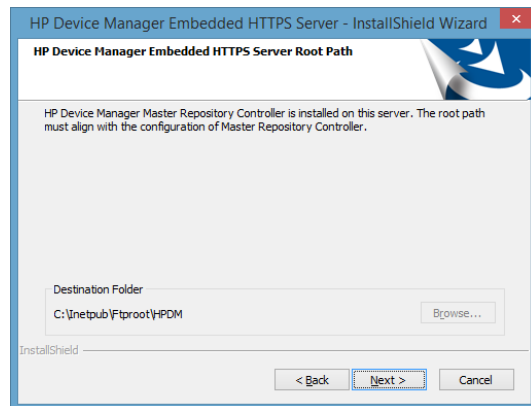 HP Device Manager Embedded HTTPS Server - InstallShield Wizard
HP Device Manager Embedded HTTPS Server Root Path
HP Device Manager Master Repository Controller is installed on this server. The root path
must align with the configuration of Master Repository Controller.
Destination Folder
C:\Inetpub\Ftproot\HPDM
Browse...
InstallShield
< Back
Next >
Cancel